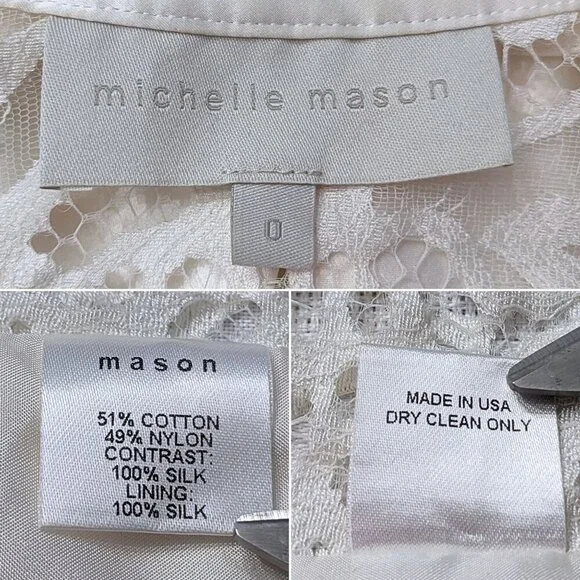 michelle mason
0
mason
51% COTTON
49% NYLON
CONTRAST:
100% SILK
LINING:
100% SILK
MADE IN USA
DRY CLEAN ONLY